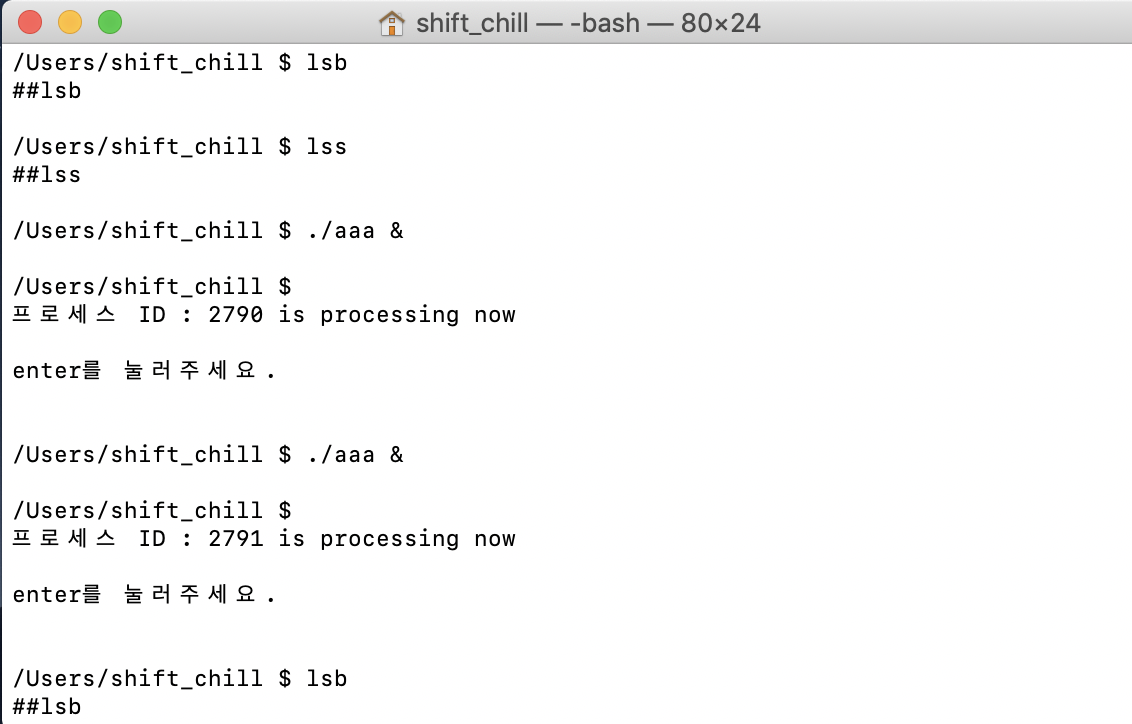 shift_chill — -bash — 80×24
/Users/shift_chill $ lsb
##lsb
/Users/shift_chill $ lss
##lss
/Users/shift_chill $ ./aaa &
/Users/shift_chill $
프로세스 ID : 2790 is processing now
enter를 눌러주세요.
/Users/shift_chill $ ./aaa &
/Users/shift_chill $
프로세스 ID : 2791 is processing now
enter를 눌러주세요.
/Users/shift_chill $ lsb
##lsb